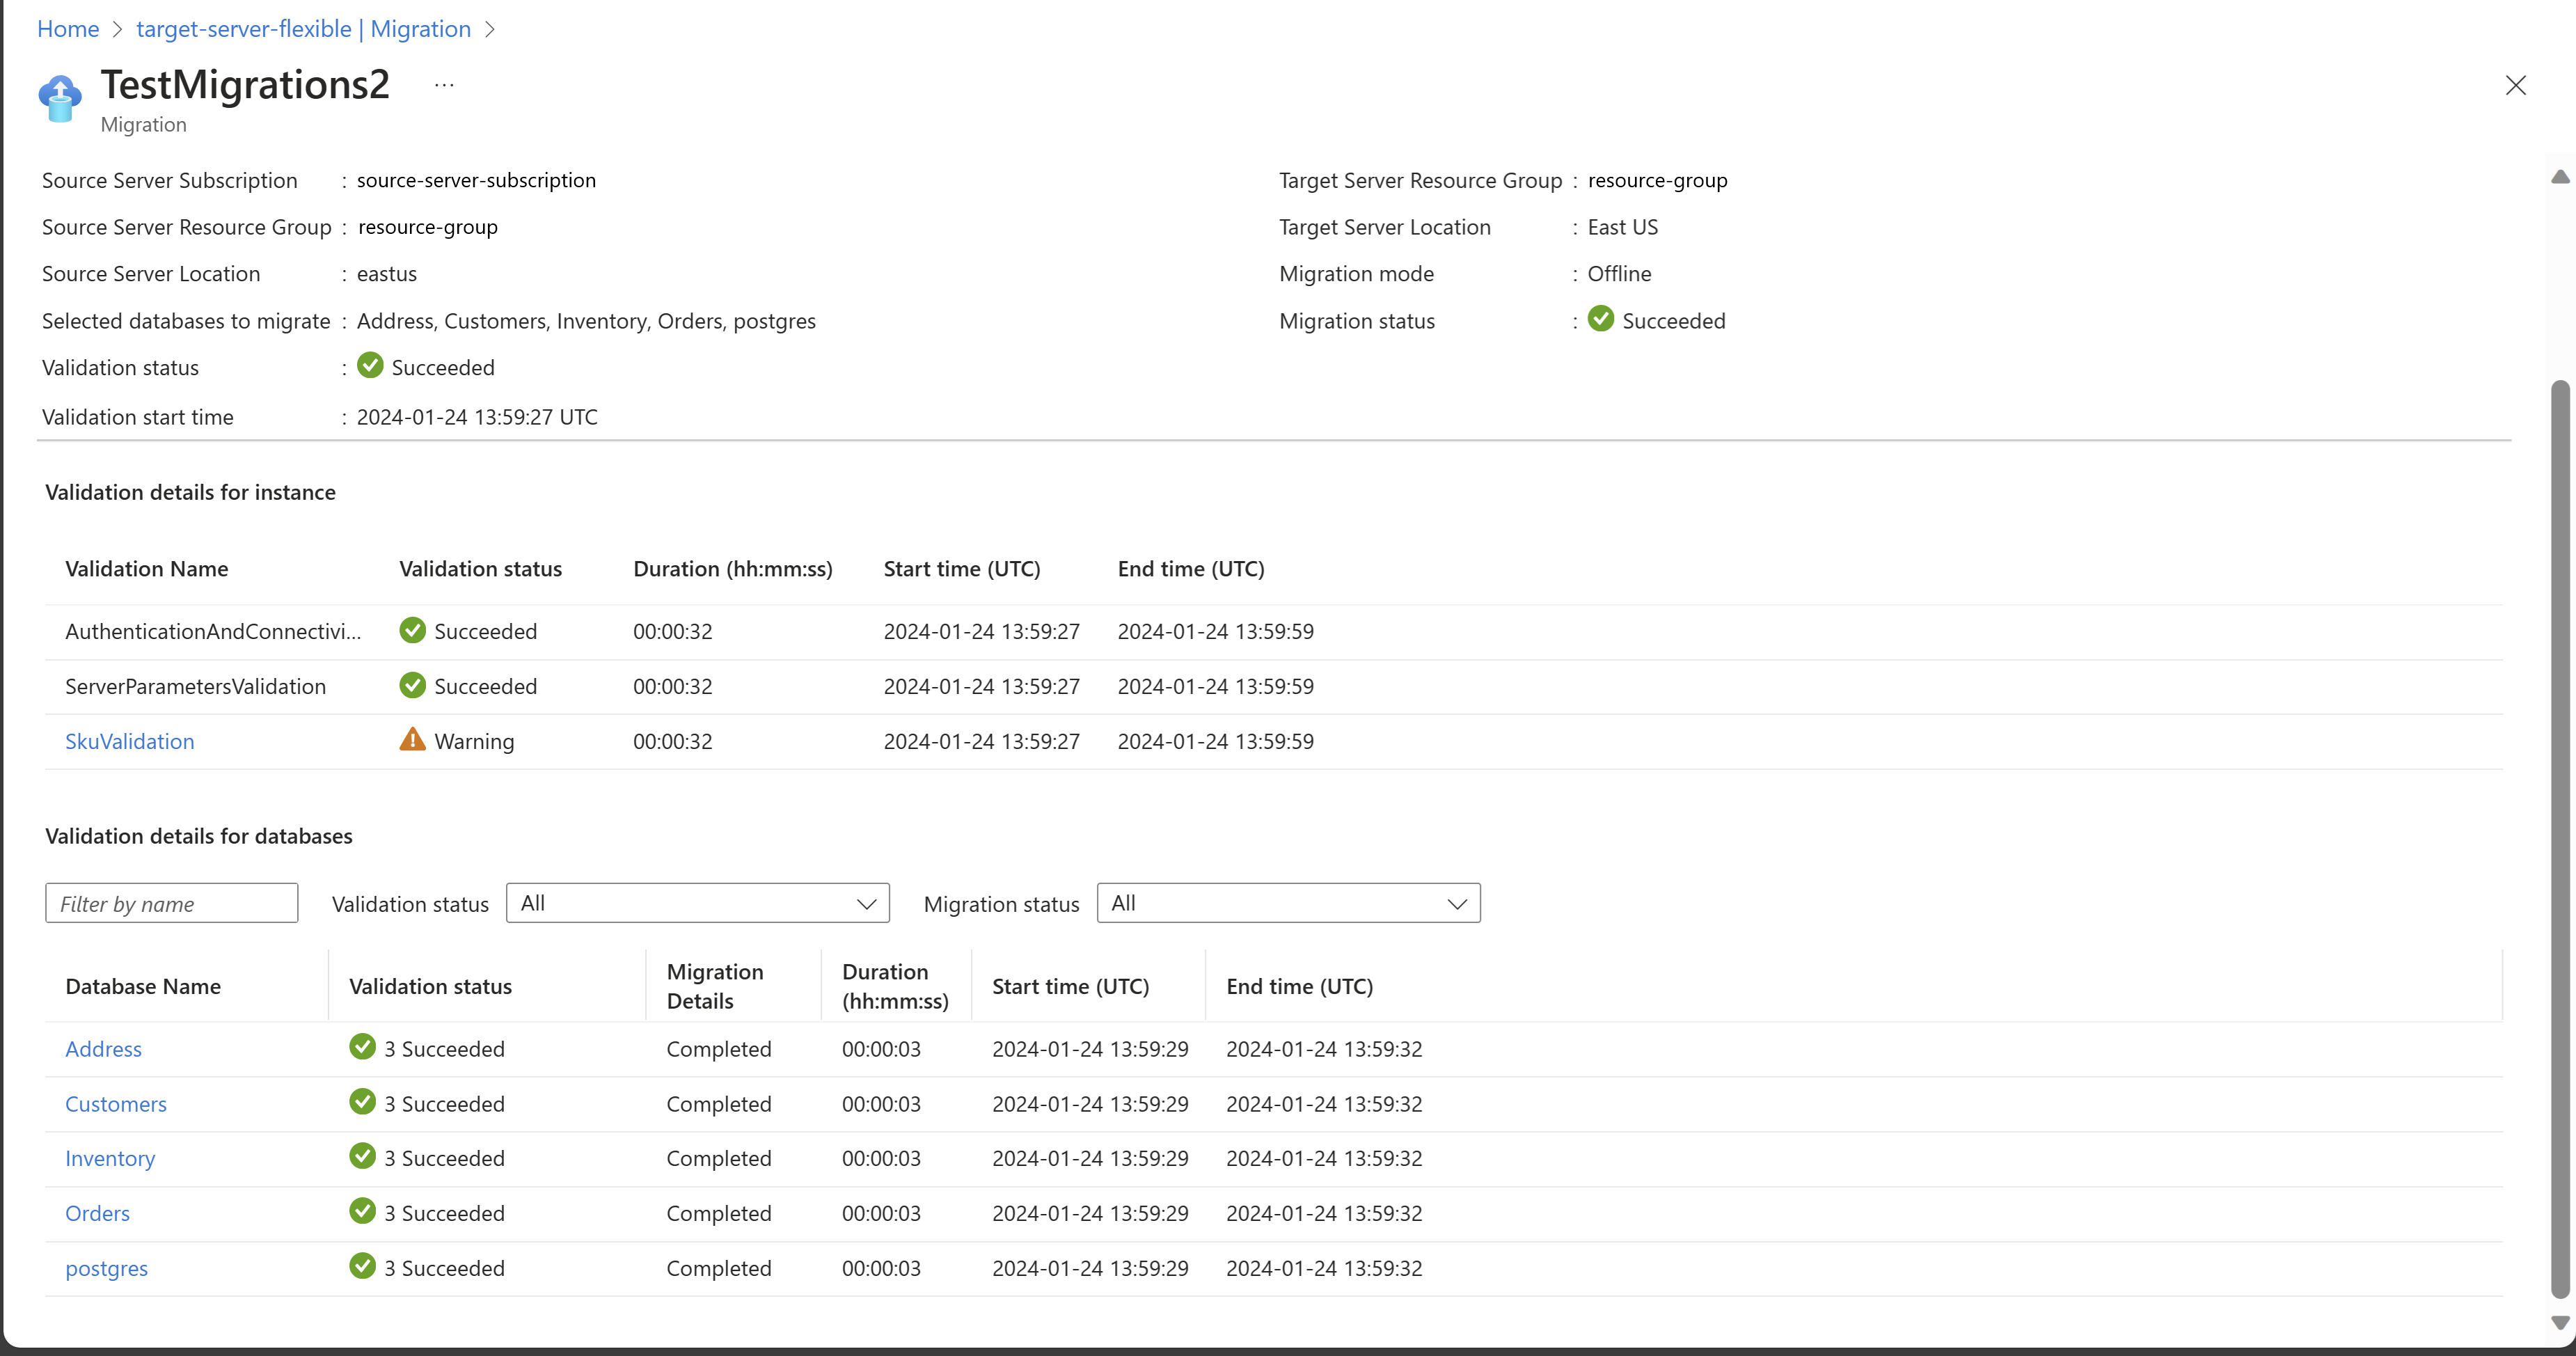 Home > target-server-flexible | Migration >
TestMigrations2 ...
Migration
Source Server Subscription : source-server-subscription
Source Server Resource Group : resource-group
Source Server Location : eastus
Selected databases to migrate : Address, Customers, Inventory, Orders, postgres
Validation status : Succeeded
Validation start time : 2024-01-24 13:59:27 UTC
Target Server Resource Group : resource-group
Target Server Location : East US
Migration mode : Offline
Migration status : Succeeded
Validation details for instance
Validation Name Validation status Duration (hh:mm:ss) Start time (UTC) End time (UTC)
AuthenticationAndConnectivi... Succeeded 00:00:32 2024-01-24 13:59:27 2024-01-24 13:59:59
ServerParametersValidation Succeeded 00:00:32 2024-01-24 13:59:27 2024-01-24 13:59:59
SkuValidation Warning 00:00:32 2024-01-24 13:59:27 2024-01-24 13:59:59
Validation details for databases
Filter by name Validation status All Migration status All
Database Name Validation status Migration Details Duration (hh:mm:ss) Start time (UTC) End time (UTC)
Address 3 Succeeded Completed 00:00:03 2024-01-24 13:59:29 2024-01-24 13:59:32
Customers 3 Succeeded Completed 00:00:03 2024-01-24 13:59:29 2024-01-24 13:59:32
Inventory 3 Succeeded Completed 00:00:03 2024-01-24 13:59:29 2024-01-24 13:59:32
Orders 3 Succeeded Completed 00:00:03 2024-01-24 13:59:29 2024-01-24 13:59:32
postgres 3 Succeeded Completed 00:00:03 2024-01-24 13:59:29 2024-01-24 13:59:32